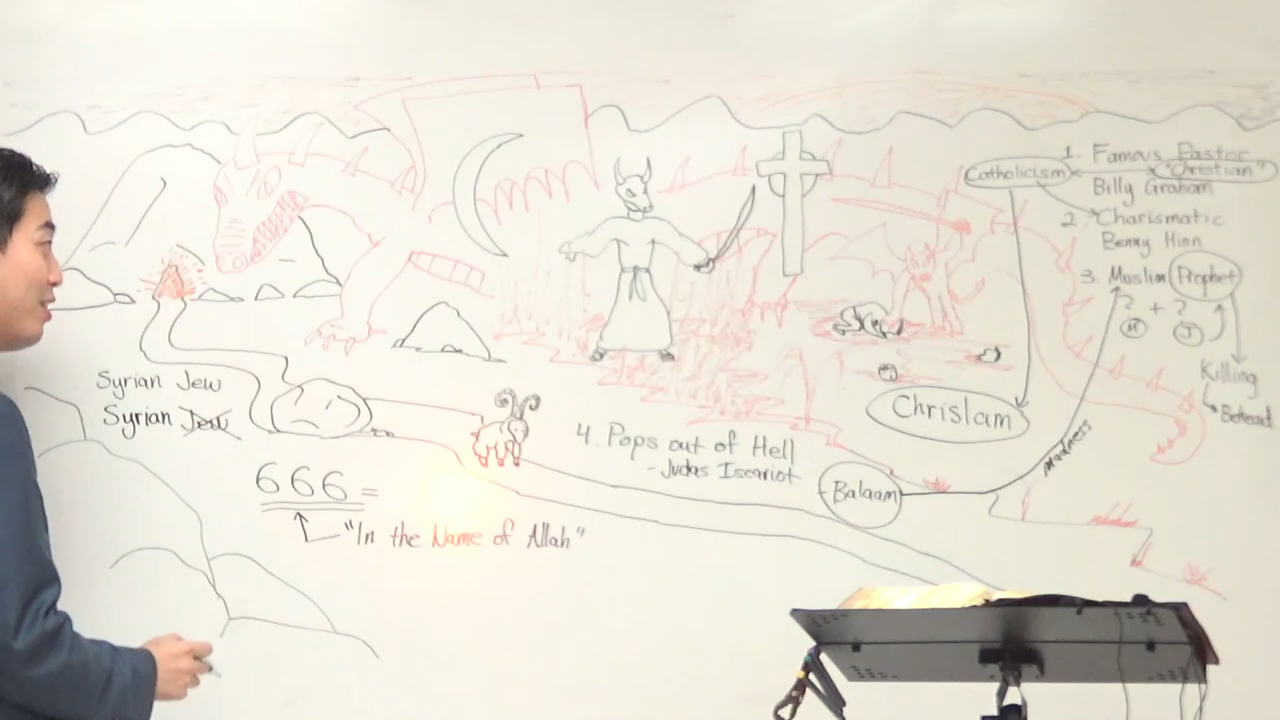 1. Famous Pastor
Catholicism "Christian"
Billy Graham
2. Charismatic
Benny Hinn
3. Muslim Prophet
? + ?
M J
Killing
Behead
Syrian Jew
Syrian Jew
Chrislam
4. Pops out of Hell
- Judas Iscariot
Madness
Balaam
666 =
"In the Name of Allah"